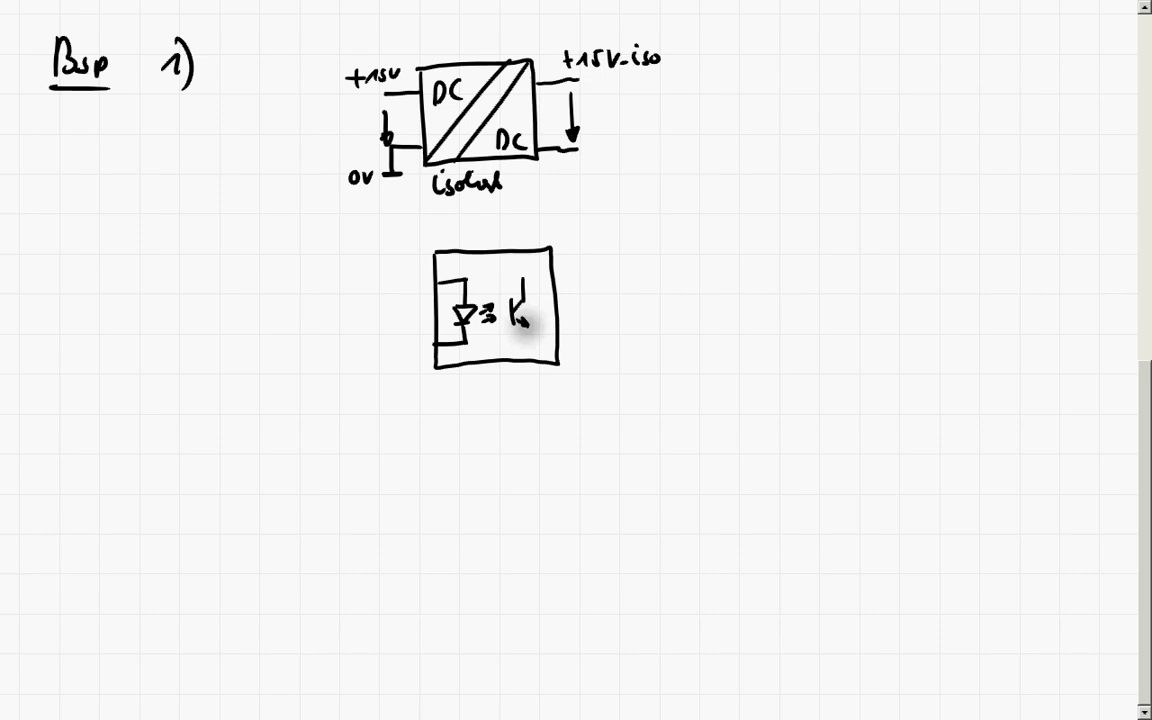 Bsp 1)
+15V
+15V-iso
DC
DC
0V
isoliert